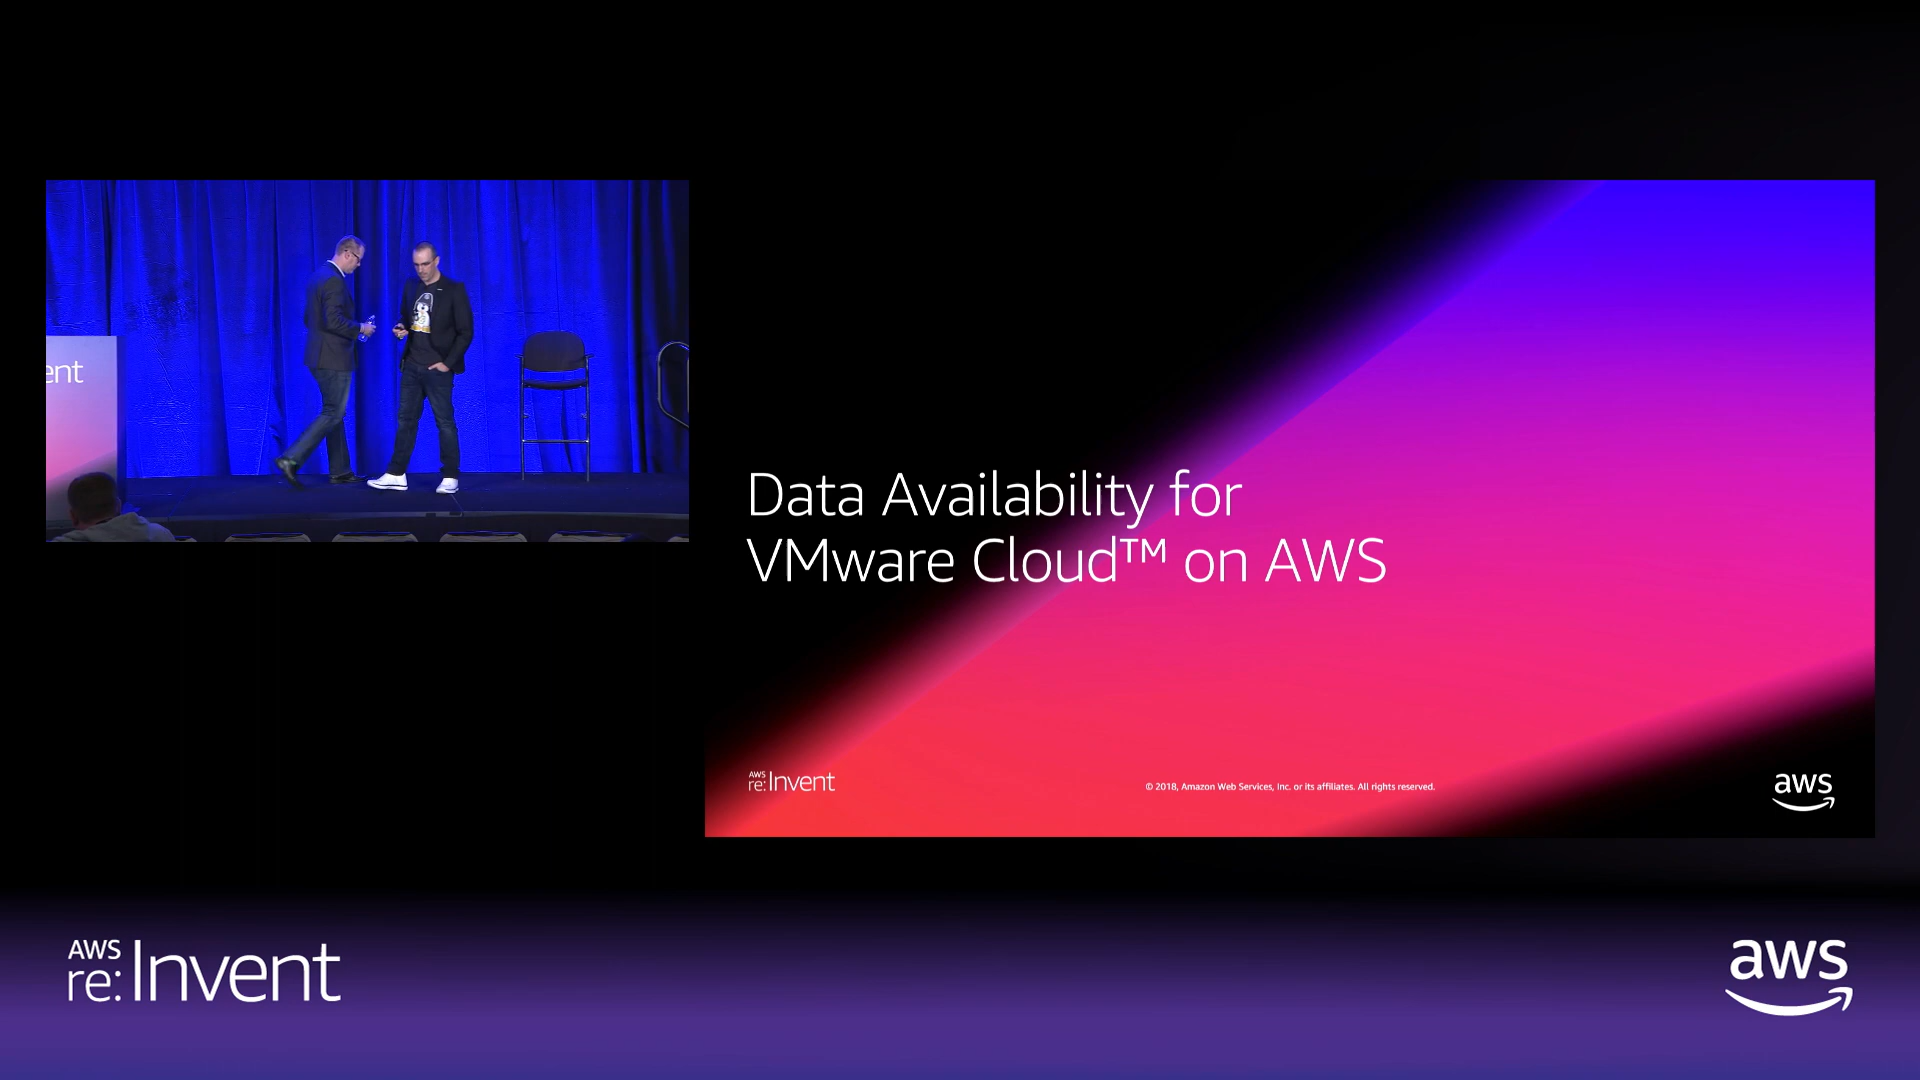 ent
Data Availability for
VMware Cloud™ on AWS
AWS
re:Invent
© 2018, Amazon Web Services, Inc. or its affiliates. All rights reserved.
aws
AWS
re:Invent
aws